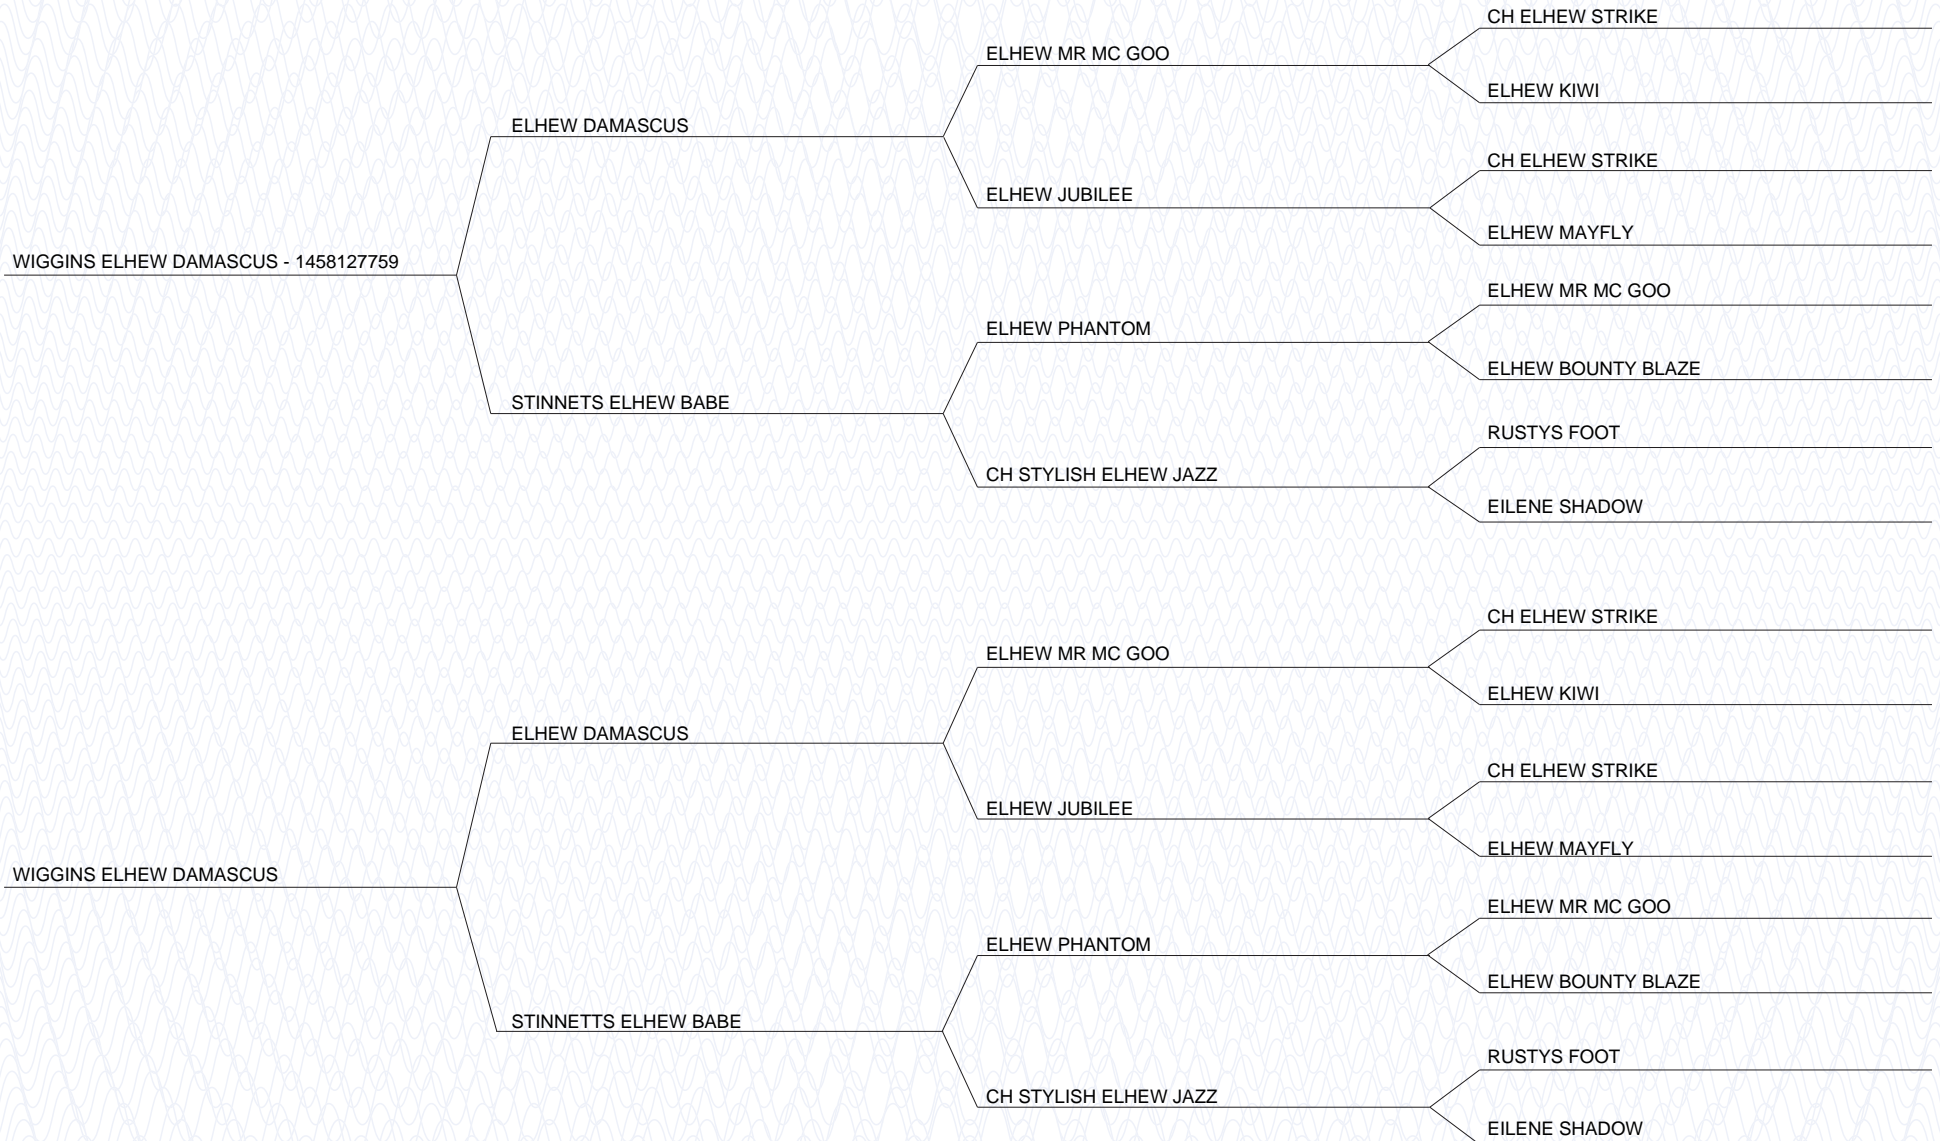 CH ELHEW STRIKE
ELHEW MR MC GOO
ELHEW KIWI
ELHEW DAMASCUS
CH ELHEW STRIKE
ELHEW JUBILEE
ELHEW MAYFLY
WIGGINS ELHEW DAMASCUS - 1458127759
ELHEW MR MC GOO
ELHEW PHANTOM
ELHEW BOUNTY BLAZE
STINNETS ELHEW BABE
RUSTYS FOOT
CH STYLISH ELHEW JAZZ
EILENE SHADOW
CH ELHEW STRIKE
ELHEW MR MC GOO
ELHEW KIWI
ELHEW DAMASCUS
CH ELHEW STRIKE
ELHEW JUBILEE
ELHEW MAYFLY
WIGGINS ELHEW DAMASCUS
ELHEW MR MC GOO
ELHEW PHANTOM
ELHEW BOUNTY BLAZE
STINNETTS ELHEW BABE
RUSTYS FOOT
CH STYLISH ELHEW JAZZ
EILENE SHADOW